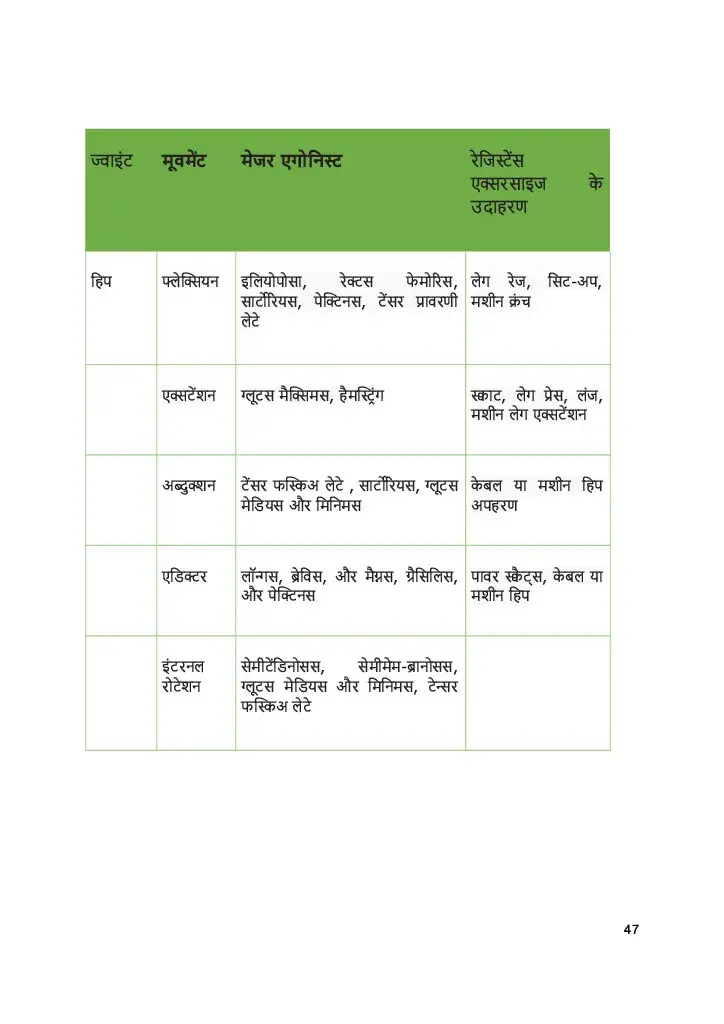 ज्वाइंट मूवमेंट मेजर एगोनिस्ट रेजिस्टेंस
एक्सरसाइज के
उदाहरण
हिप फ्लेक्सियन इलियोपोसा, रेक्टस फेमोरिस, लेग रेज, सिट-अप,
सार्टोरियस, पेक्टिनस, टेंसर प्रावरणी मशीन क्रंच
लेटे
एक्सटेंशन ग्लूटस मैक्सिमस, हैमस्ट्रिंग स्क्वाट, लेग प्रेस, लंज,
मशीन लेग एक्सटेंशन
अब्दुक्शन टेंसर फस्किअ लेटे , सार्टोरियस, ग्लूटस केबल या मशीन हिप
मेडियस और मिनिमस अपहरण
एडिक्टर लॉन्गस, ब्रेविस, और मैग्नस, ग्रैसिलिस, पावर स्क्वैट्स, केबल या
और पेक्टिनस मशीन हिप
इंटरनल सेमीटेंडिनोसस, सेमीमेम-ब्रानोसस,
रोटेशन ग्लूटस मेडियस और मिनिमस, टेन्सर
फस्किअ लेटे
47